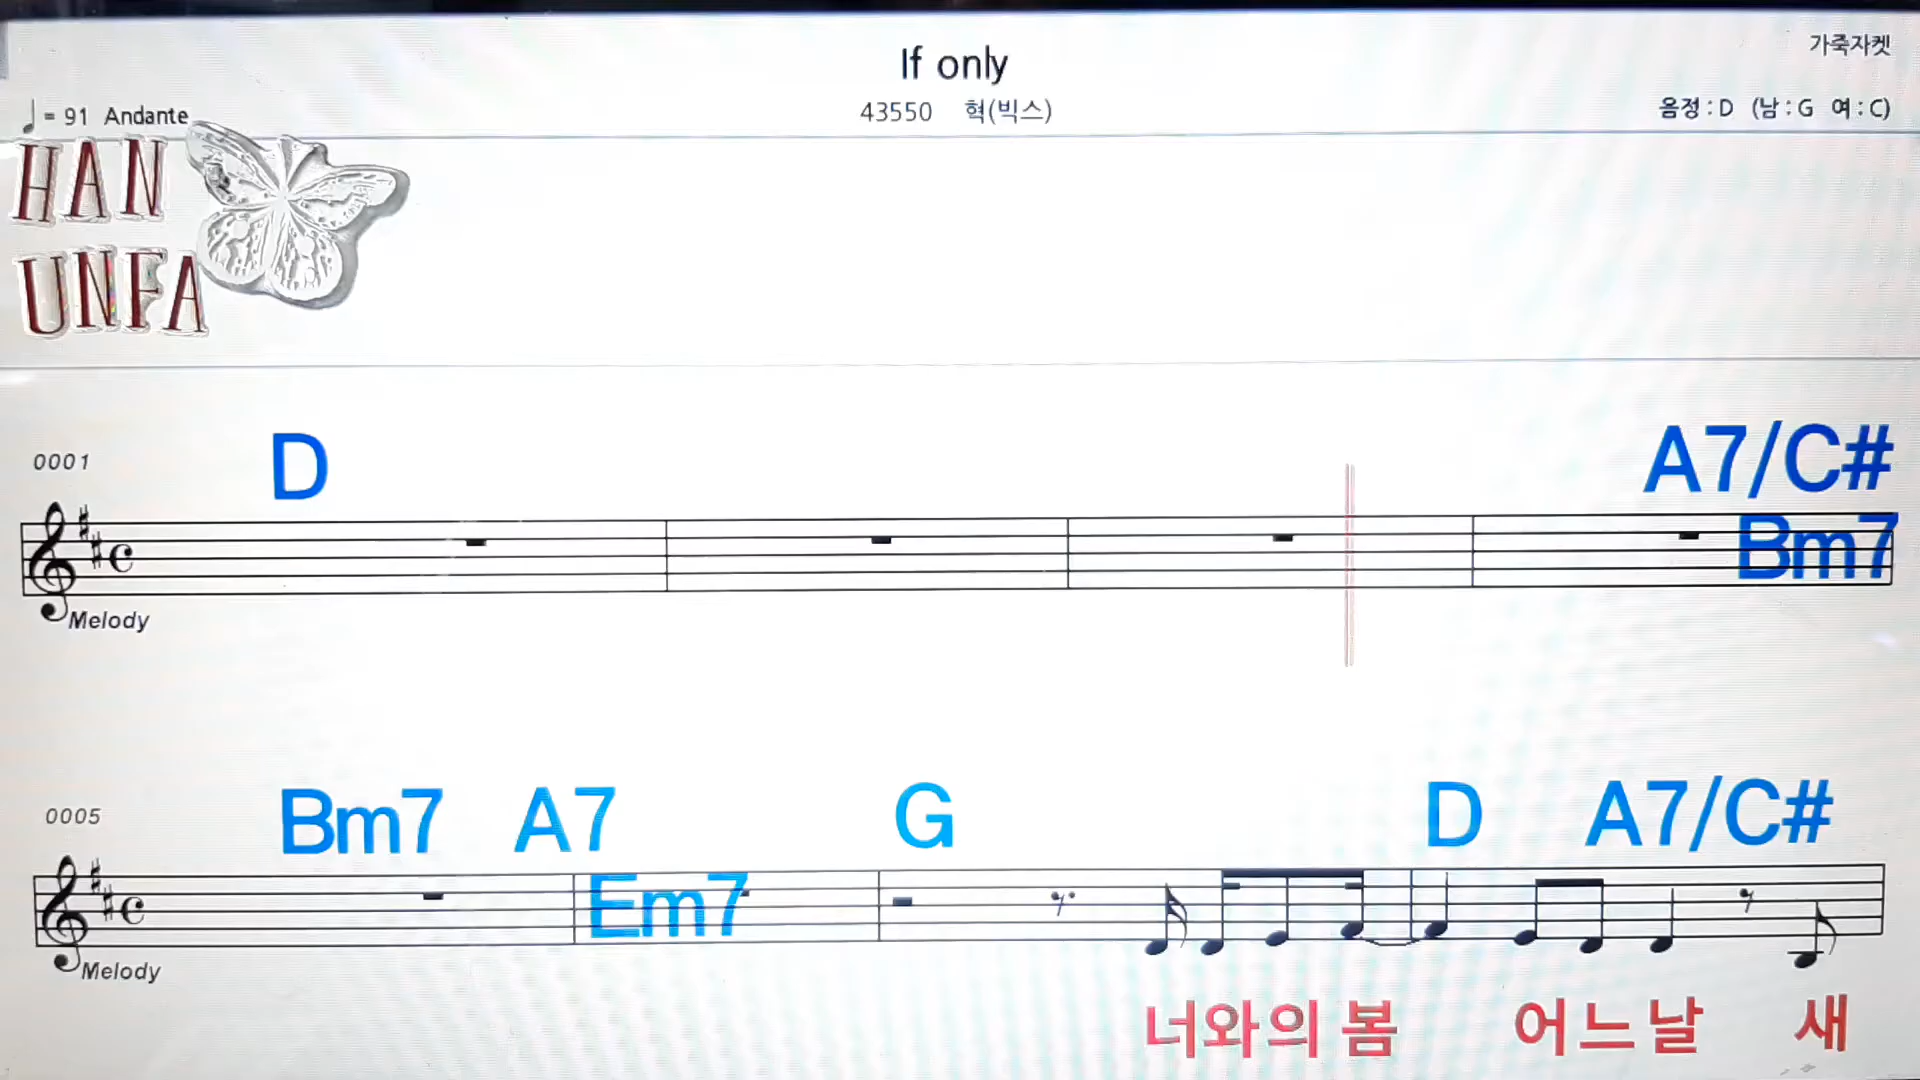 If only
가죽자켓
♩= 91 Andante
43550 혁(빅스)
음정 : D (남 : G 여 : C)
HAN
UNFA
0001
D
A7/C#
Bm7
Melody
0005
Bm7 A7 G D A7/C#
Em7
Melody
너와의 봄 어느날 새